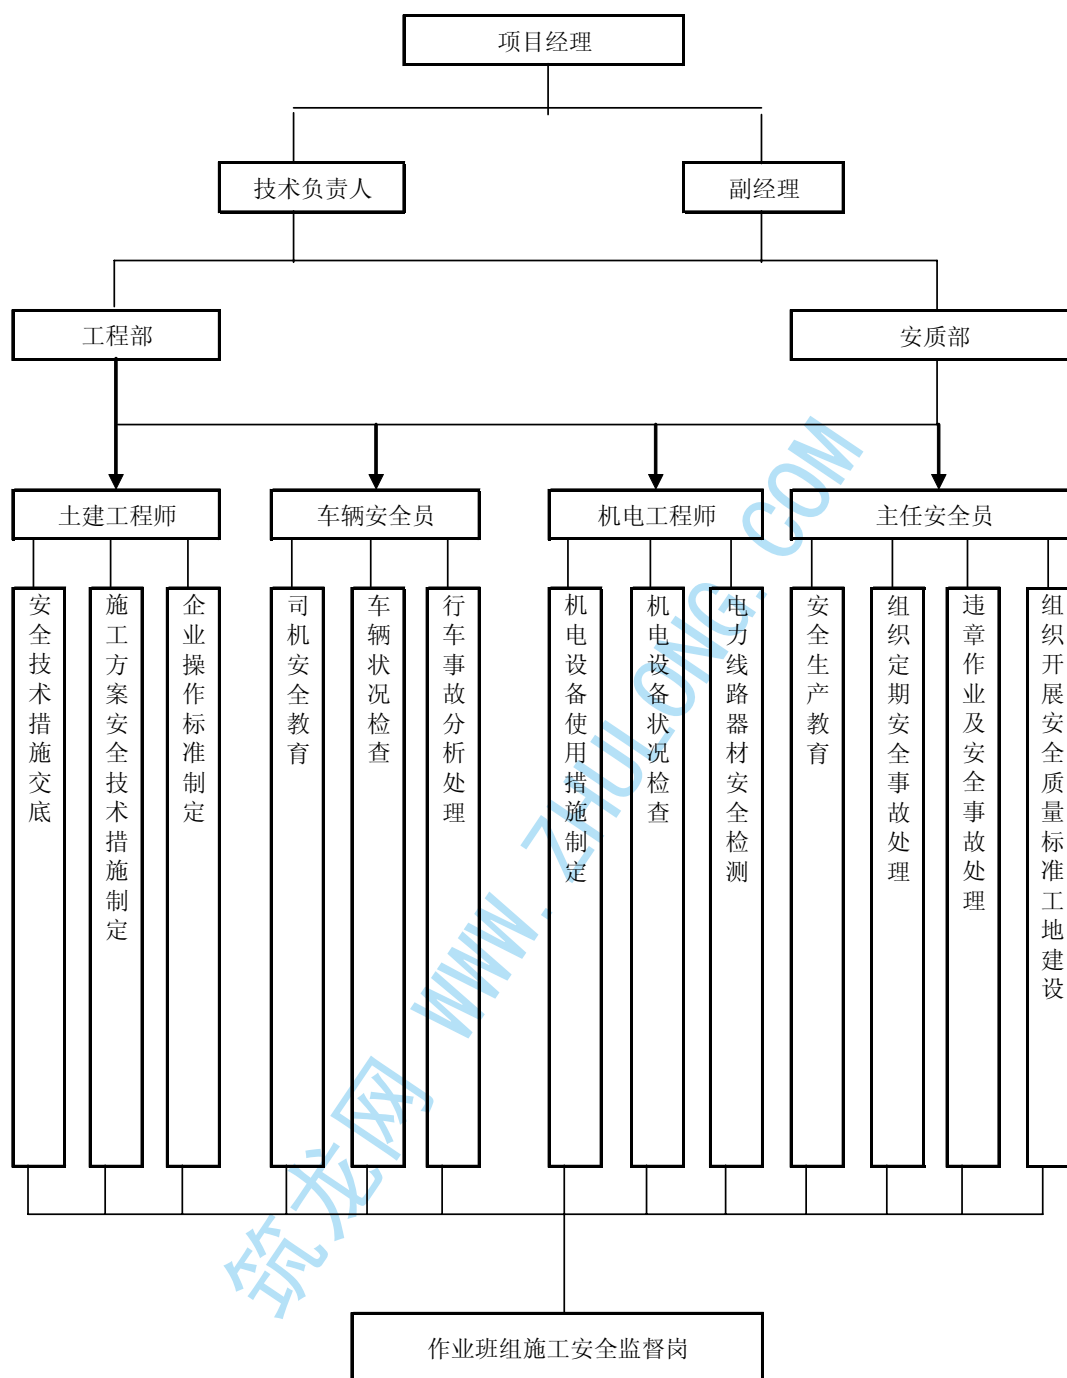 项目经理
技术负责人
副经理
工程部
安质部
土建工程师
车辆安全员
机电工程师
主任安全员
安全技术措施交底
施工方案安全技术措施制定
企业操作标准制定
司机安全教育
车辆状况检查
行车事故分析处理
机电设备使用措施制定
机电设备状况检查
电力线路器材安全检测
安全生产教育
组织定期安全事故处理
违章作业及安全事故处理
组织开展安全质量标准工地建设
作业班组施工安全监督岗
筑龙网 WWW.ZHULONG.COM